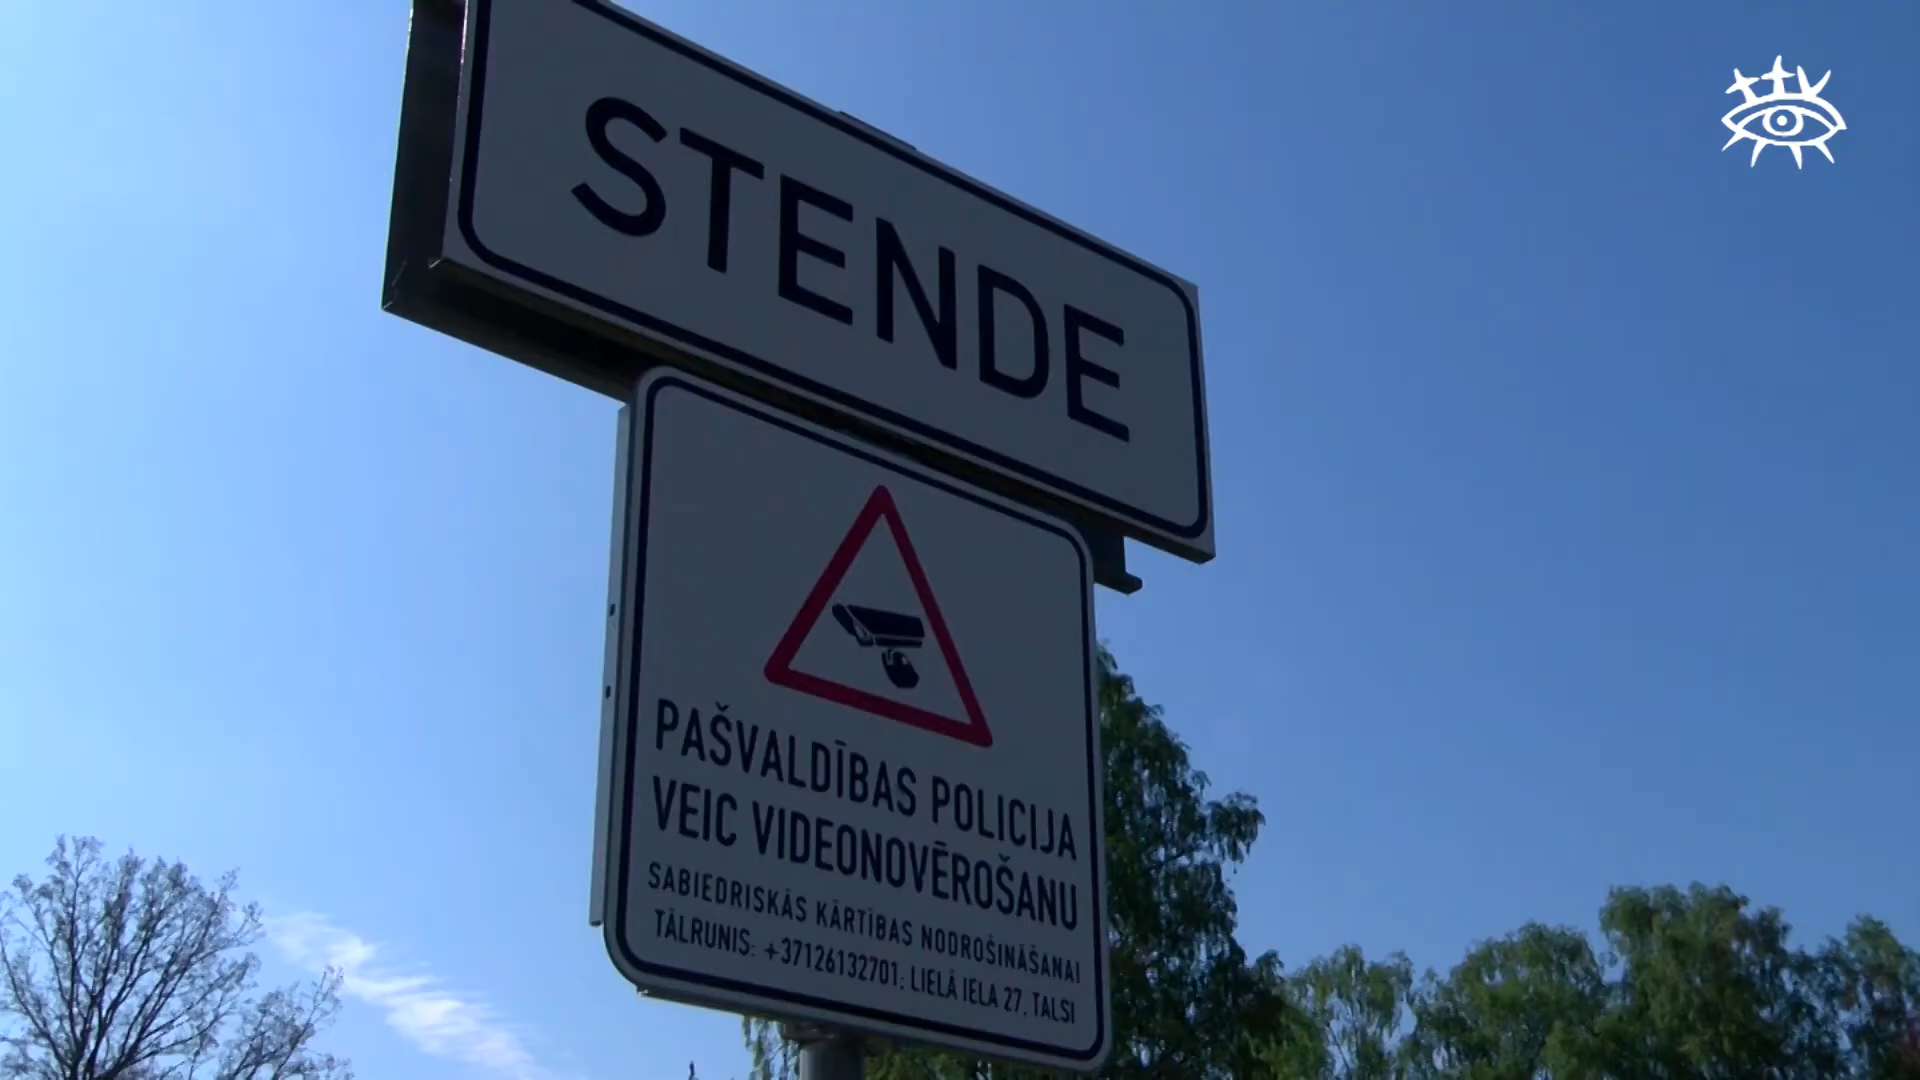 STENDE
PAŠVALDĪBAS POLICIJA
VEIC VIDEONOVĒROŠANU
SABIEDRISKĀS KĀRTĪBAS NODROŠINĀŠANAI
TĀLRUNIS: +37126132701; LIELĀ IELA 27, TALSI